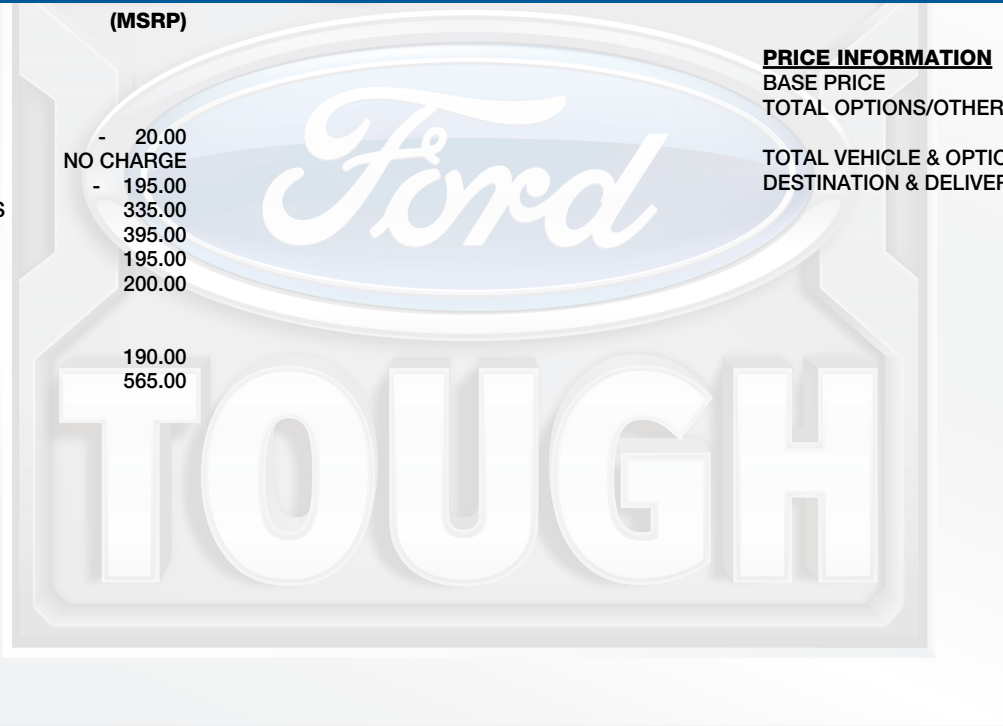 (MSRP)
- 20.00
NO CHARGE
- 195.00
S 335.00
395.00
195.00
200.00
190.00
565.00
PRICE INFORMATION
BASE PRICE
TOTAL OPTIONS/OTHER
TOTAL VEHICLE & OPTIO
DESTINATION & DELIVER
Ford
TOUGH